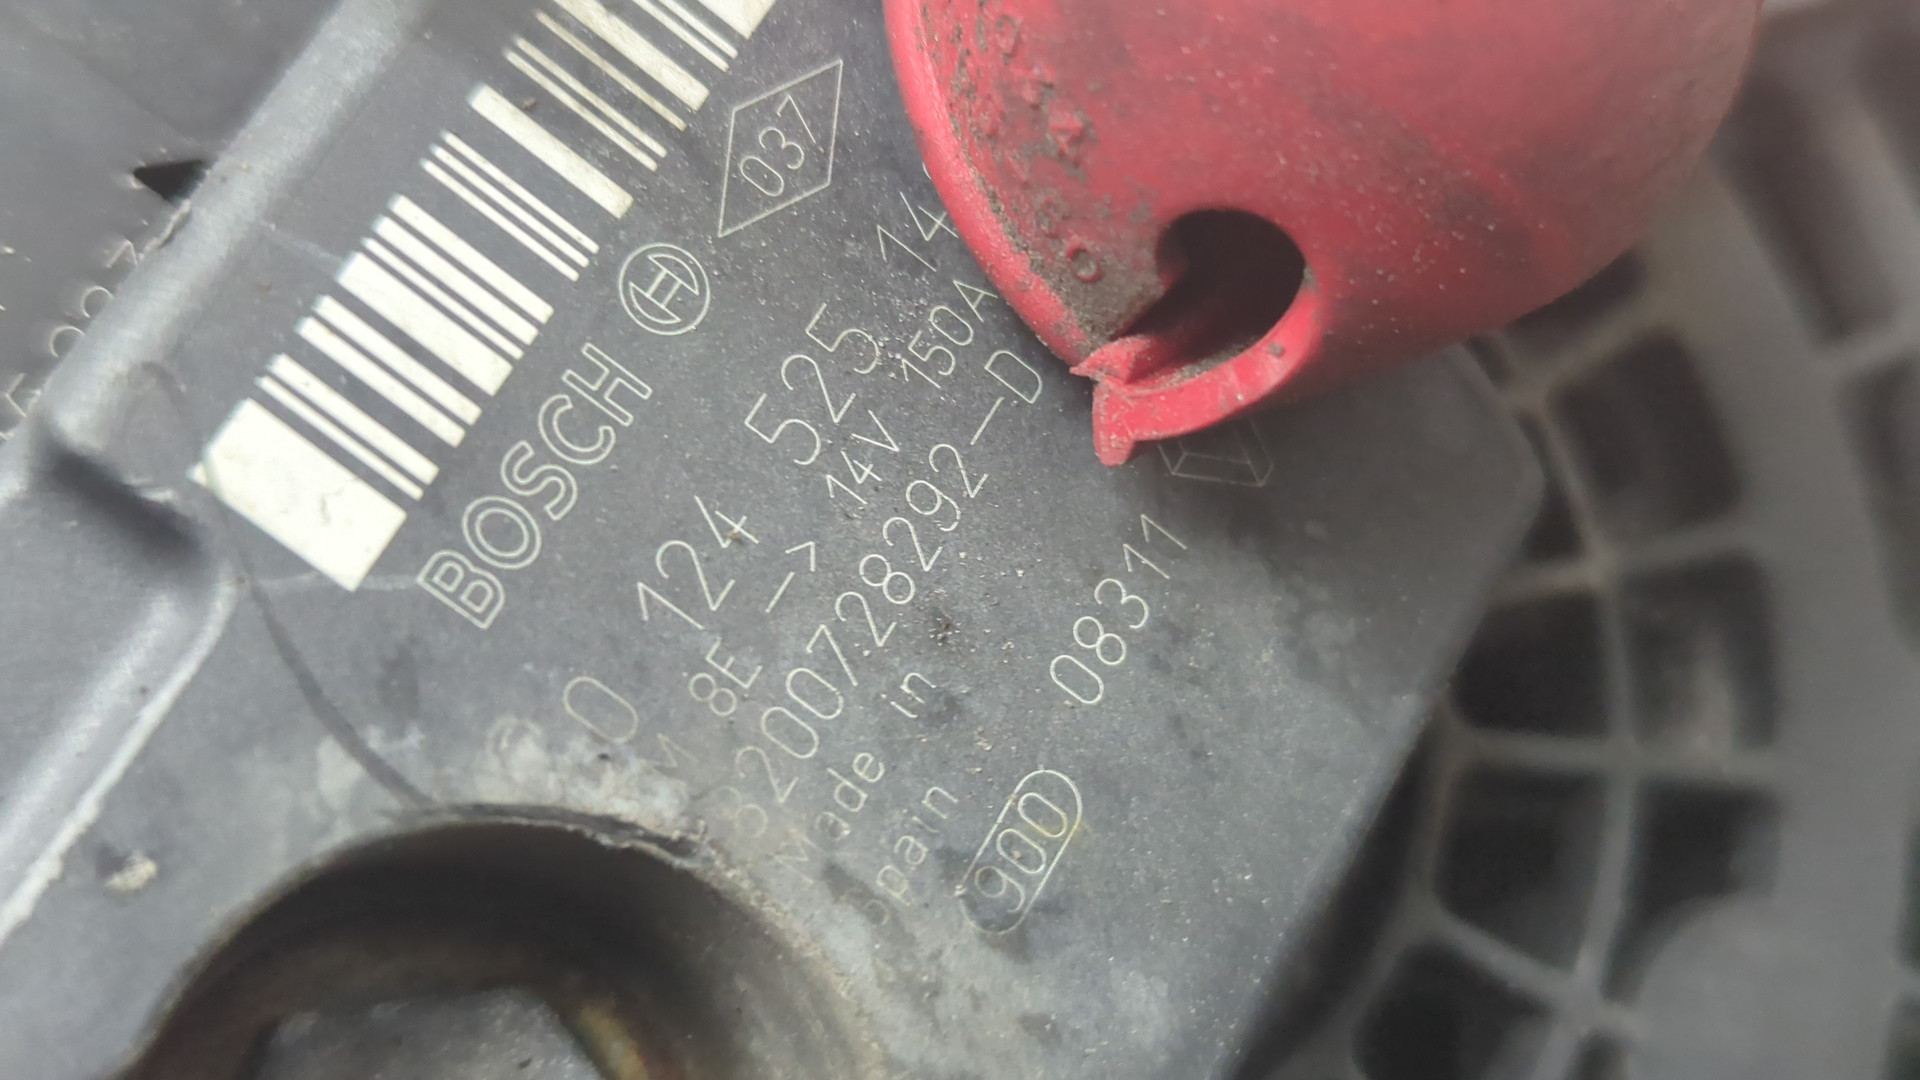 037
BOSCH
0 124 525 14
8E —> 14V 150A
8200728292—D
Made in
Spain
08311
900